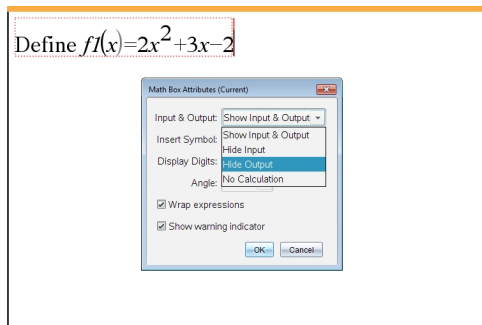 Define f1(x)=2x²+3x−2
Math Box Attributes (Current)
Input & Output: Show Input & Output
Show Input & Output
Insert Symbol:
Hide Input
Display Digits:
Hide Output
Angle:
No Calculation
Wrap expressions
Show warning indicator
OK Cancel